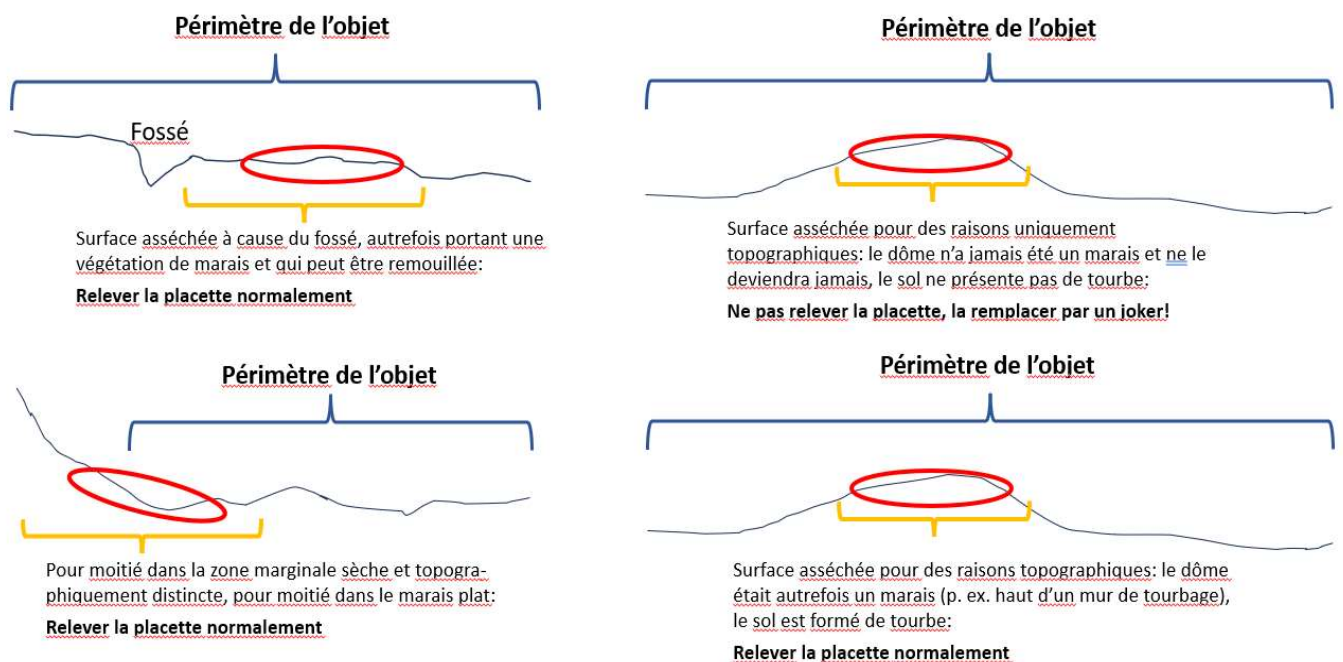 Périmètre de l'objet
Fossé
Surface asséchée à cause du fossé, autrefois portant une
végétation de marais et qui peut être remouillée:
Relever la placette normalement
Périmètre de l'objet
Surface asséchée pour des raisons uniquement
topographiques: le dôme n'a jamais été un marais et ne le
deviendra jamais, le sol ne présente pas de tourbe:
Ne pas relever la placette, la remplacer par un joker!
Périmètre de l'objet
Pour moitié dans la zone marginale sèche et topogra-
phiquement distincte, pour moitié dans le marais plat:
Relever la placette normalement
Périmètre de l'objet
Surface asséchée pour des raisons topographiques: le dôme
était autrefois un marais (p. ex. haut d'un mur de tourbage),
le sol est formé de tourbe:
Relever la placette normalement